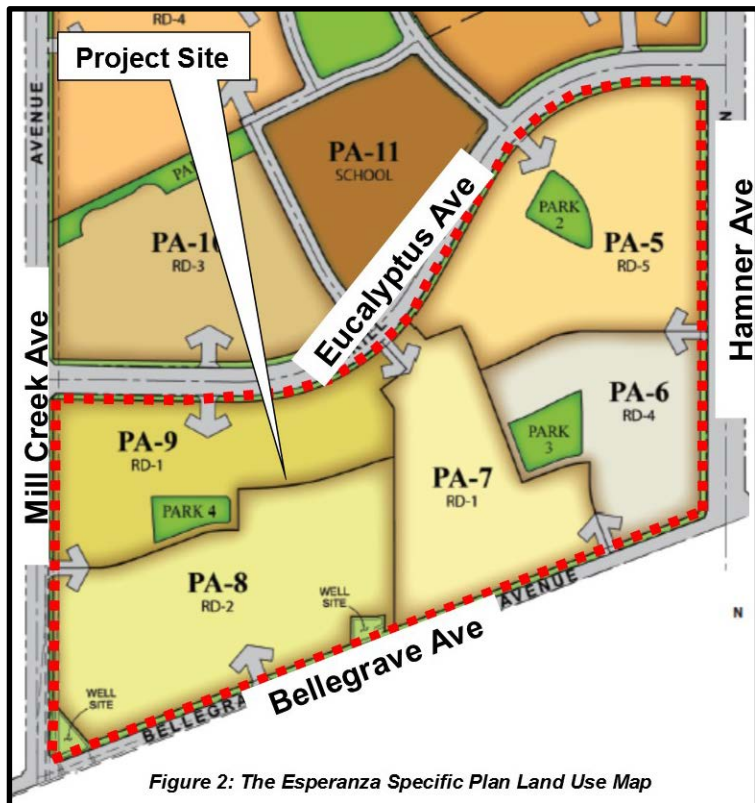 RD-4
Project Site
AVENUE
PA-11
SCHOOL
PARK
2
PA-5
RD-5
N
PA-10
RD-3
Eucalyptus Ave
Hamner Ave
Mill Creek Ave
PA-6
RD-4
PARK
3
PA-9
RD-1
PA-7
RD-1
PARK 4
PA-8
RD-2
WELL
SITE
AVENUE
N
Bellegrave Ave
WELL
SITE
Figure 2: The Esperanza Specific Plan Land Use Map